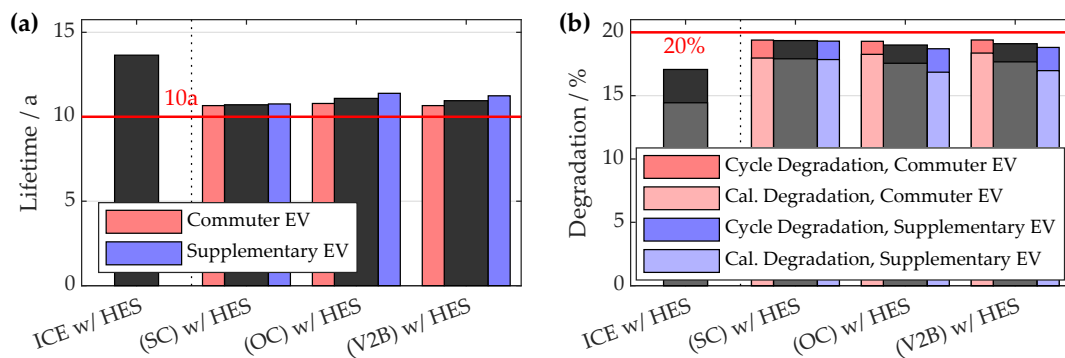 (a)
Lifetime / a
15
10
5
0
10a
Commuter EV
Supplementary EV
ICE w/ HES
(SC) w/ HES
(OC) w/ HES
(V2B) w/ HES
(b)
Degradation / %
20
15
10
5
0
20%
Cycle Degradation, Commuter EV
Cal. Degradation, Commuter EV
Cycle Degradation, Supplementary EV
Cal. Degradation, Supplementary EV
ICE w/ HES
(SC) w/ HES
(OC) w/ HES
(V2B) w/ HES